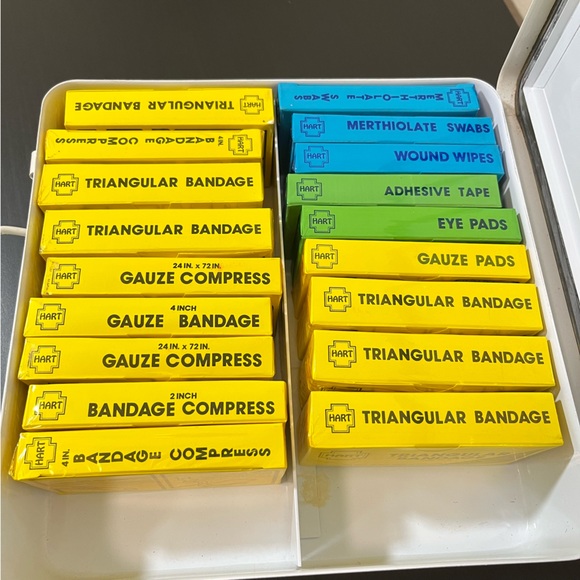 TRIANGULAR BANDAGE HART
4 IN. BANDAGE COMPRESS HART
HART TRIANGULAR BANDAGE
HART TRIANGULAR BANDAGE
24 IN. x 72 IN.
HART GAUZE COMPRESS
4 INCH
HART GAUZE BANDAGE
24 IN. x 72 IN.
HART GAUZE COMPRESS
2 INCH
HART BANDAGE COMPRESS
HART 4 IN. BANDAGE COMPRESS
MERTHIOLATE SWABS HART
HART MERTHIOLATE SWABS
HART WOUND WIPES
HART ADHESIVE TAPE
HART EYE PADS
HART GAUZE PADS
HART TRIANGULAR BANDAGE
HART TRIANGULAR BANDAGE
HART TRIANGULAR BANDAGE